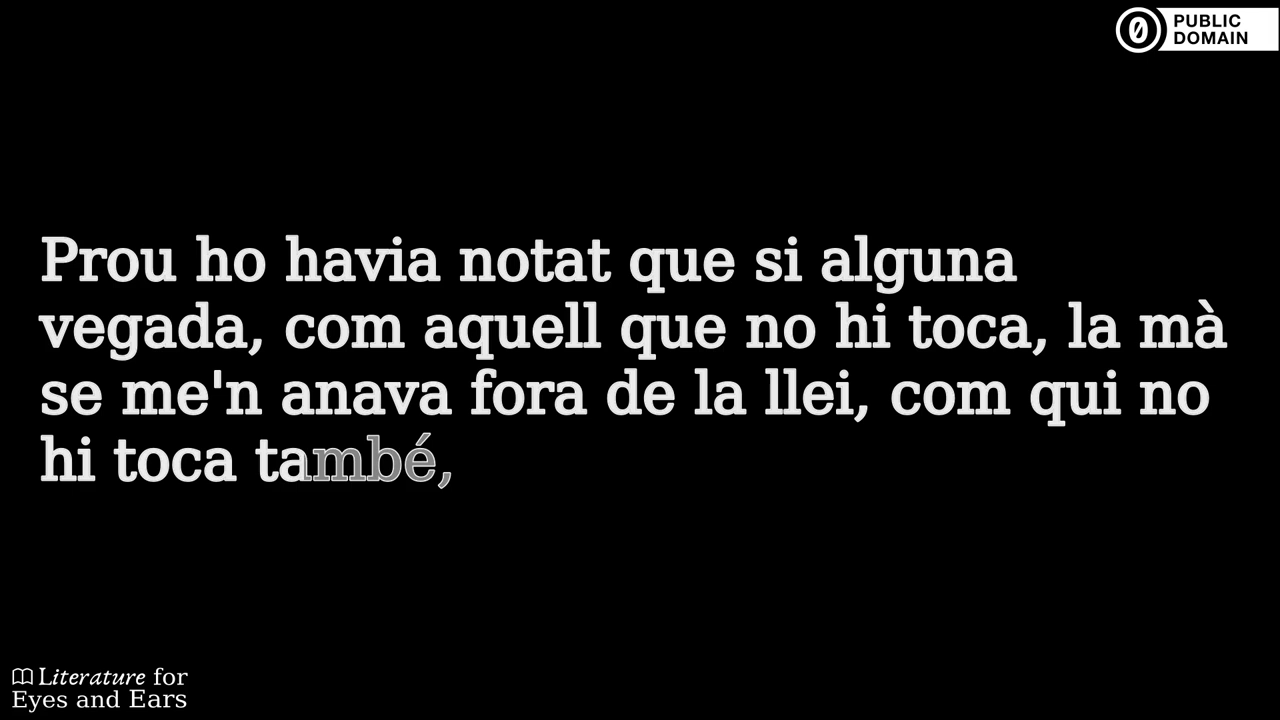 PUBLIC
DOMAIN
Prou ho havia notat que si alguna
vegada, com aquell que no hi toca, la mà
se me'n anava fora de la llei, com qui no
hi toca també,
Literature for
Eyes and Ears